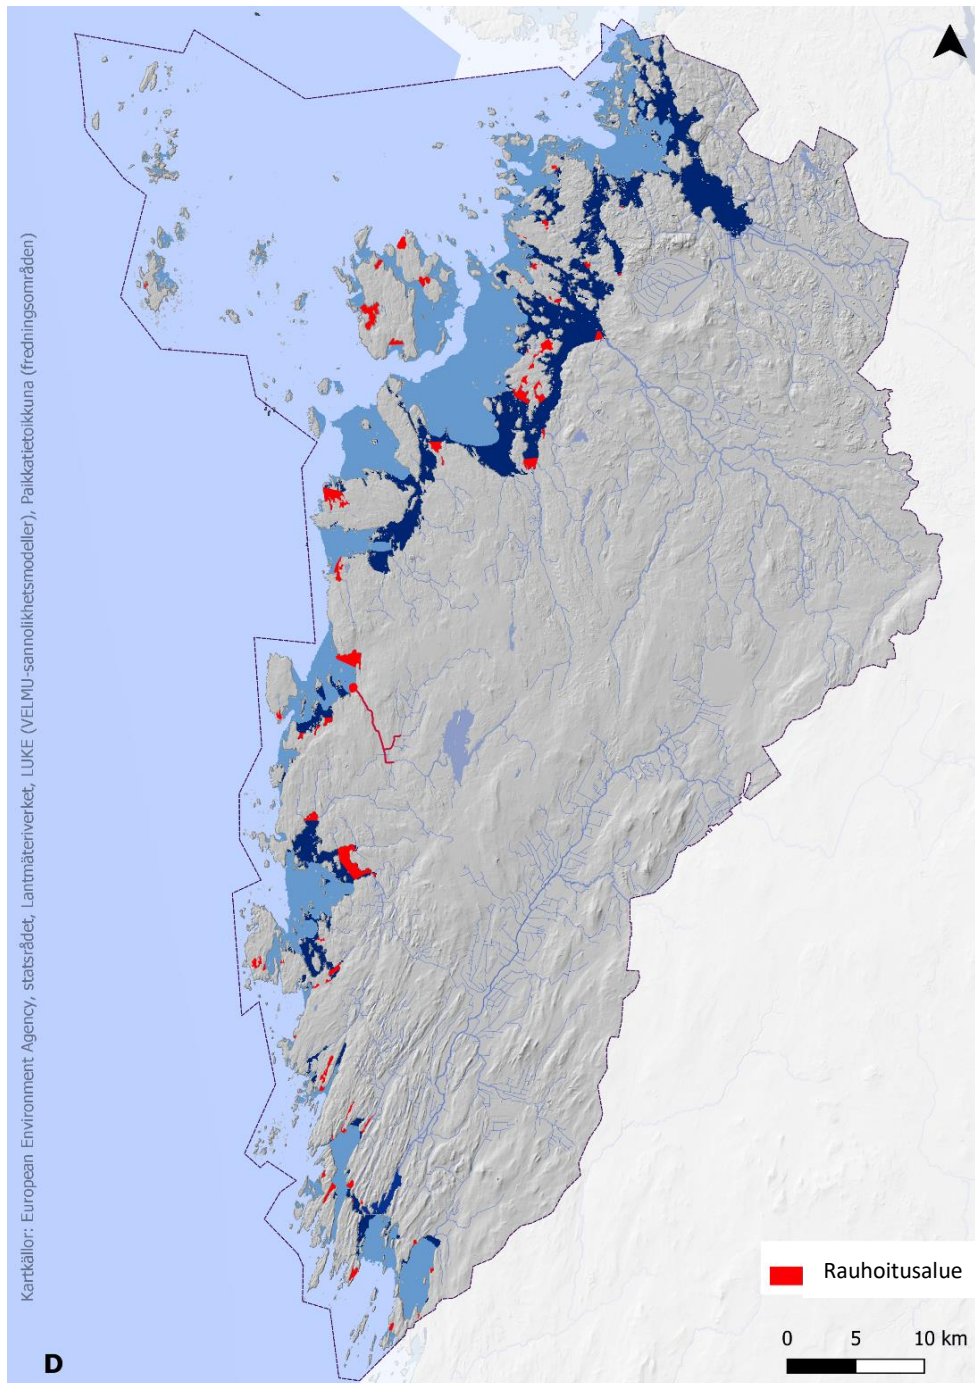 Kartkällor: European Environment Agency, statsrådet, Lantmäteriverket, LUKE (VELMU-sannolikhetsmodeller), Paikkatietoikkuna (fredningsområden)
Rauhoitusalue
0 5 10 km
D